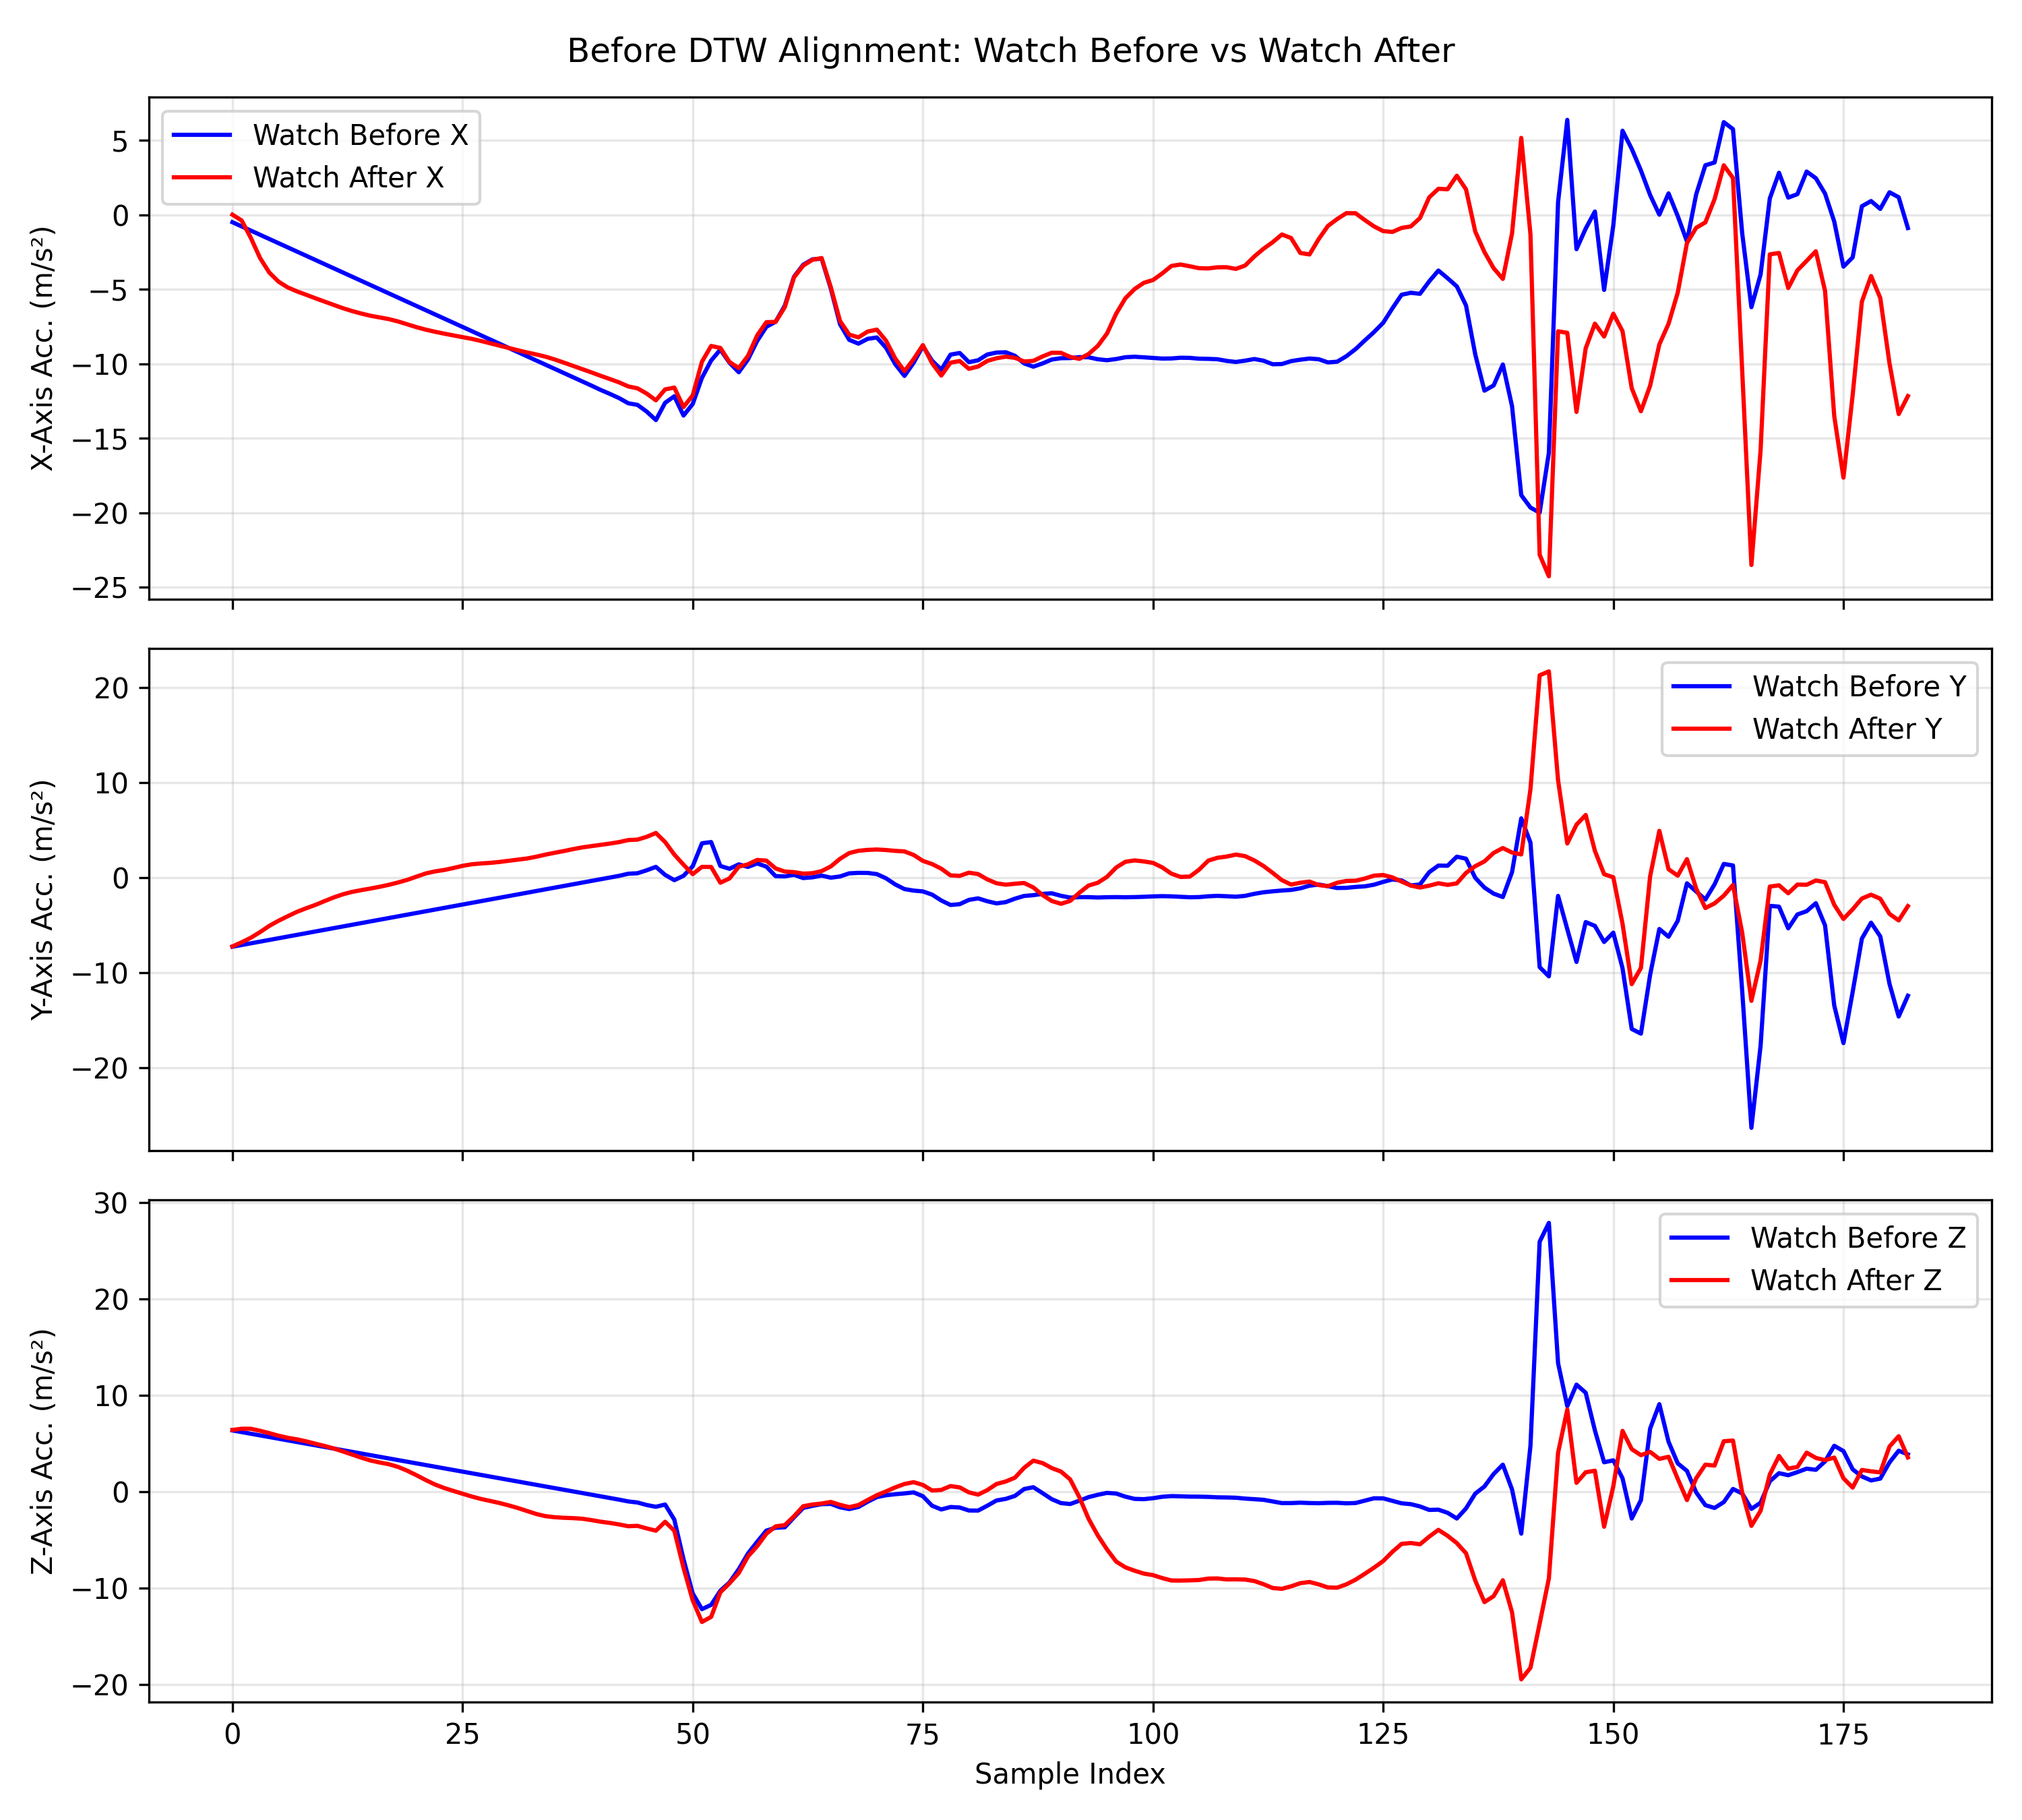 Before DTW Alignment: Watch Before vs Watch After
Watch Before X
Watch After X
X-Axis Acc. (m/s²)
5
0
−5
−10
−15
−20
−25
Watch Before Y
Watch After Y
Y-Axis Acc. (m/s²)
20
10
0
−10
−20
Watch Before Z
Watch After Z
Z-Axis Acc. (m/s²)
30
20
10
0
−10
−20
0 25 50 75 100 125 150 175
Sample Index